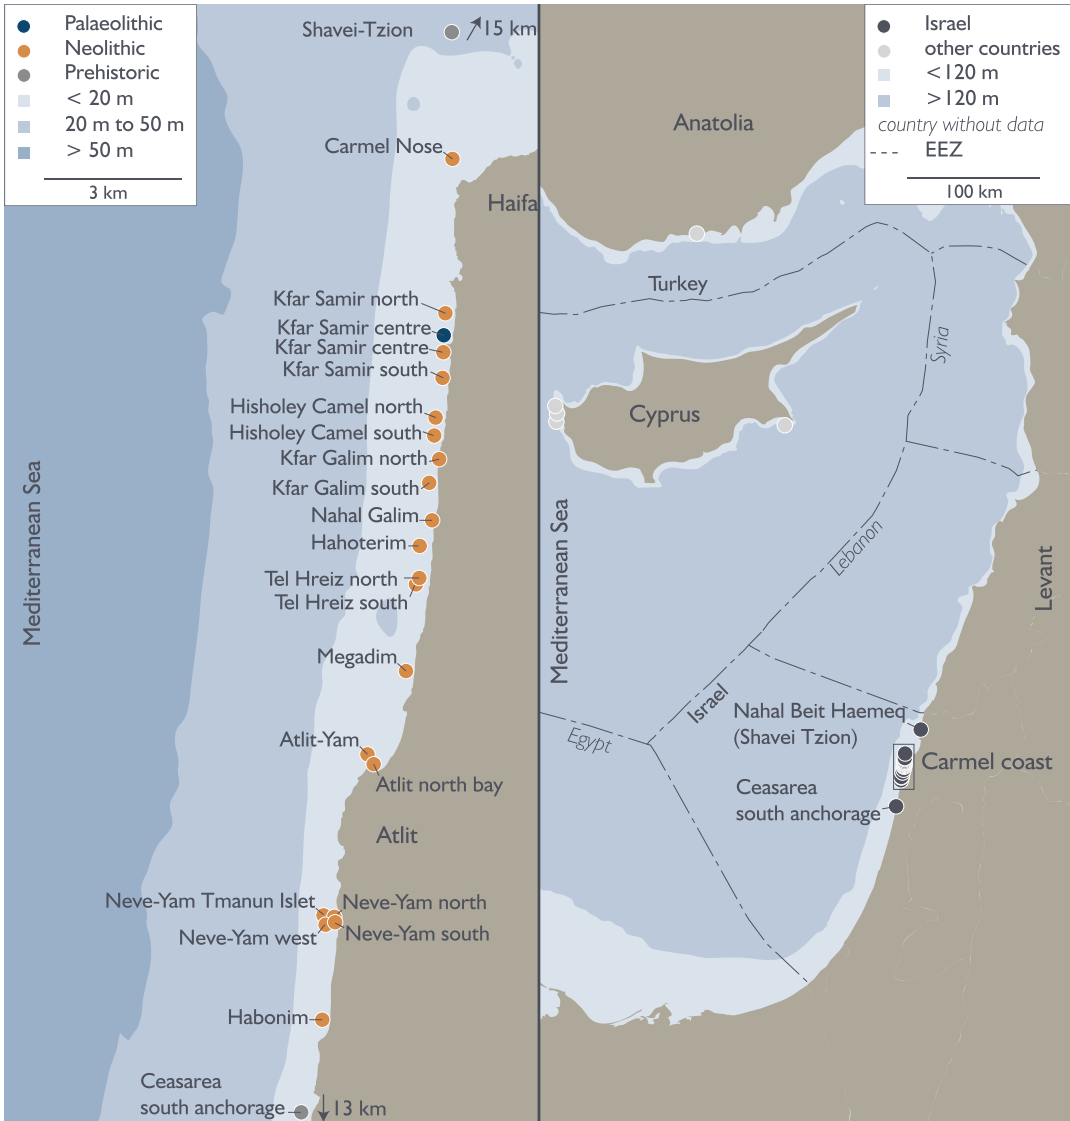 Palaeolithic
Neolithic
Prehistoric
< 20 m
20 m to 50 m
> 50 m
3 km
Shavei-Tzion
15 km
Carmel Nose
Haifa
Kfar Samir north
Kfar Samir centre
Kfar Samir centre
Kfar Samir south
Hisholey Camel north
Hisholey Camel south
Kfar Galim north
Kfar Galim south
Nahal Galim
Hahoterim
Tel Hreiz north
Tel Hreiz south
Megadim
Atlit-Yam
Atlit north bay
Atlit
Neve-Yam Tmanun Islet
Neve-Yam north
Neve-Yam west
Neve-Yam south
Habonim
Ceasarea
south anchorage
13 km
Mediterranean Sea
Israel
other countries
<120 m
>120 m
country without data
EEZ
100 km
Anatolia
Turkey
Syria
Cyprus
Mediterranean Sea
Lebanon
Levant
Israel
Egypt
Nahal Beit Haemeq
(Shavei Tzion)
Carmel coast
Ceasarea
south anchorage